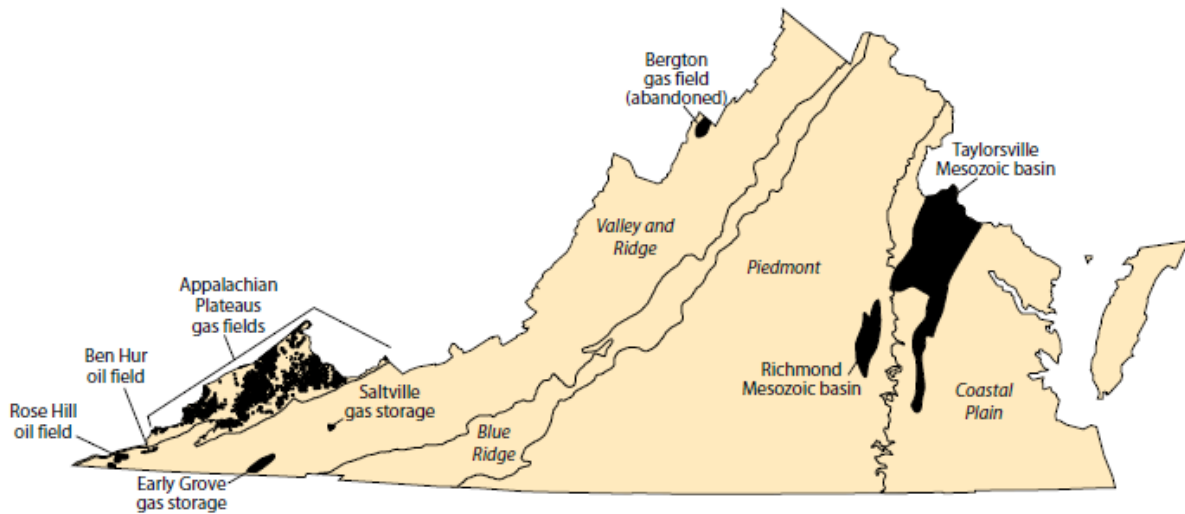 Bergton
gas field
(abandoned)
Taylorsville
Mesozoic basin
Valley and
Ridge
Piedmont
Appalachian
Plateaus
gas fields
Ben Hur
oil field
Rose Hill
oil field
Saltville
gas storage
Richmond
Mesozoic basin
Coastal
Plain
Blue
Ridge
Early Grove
gas storage